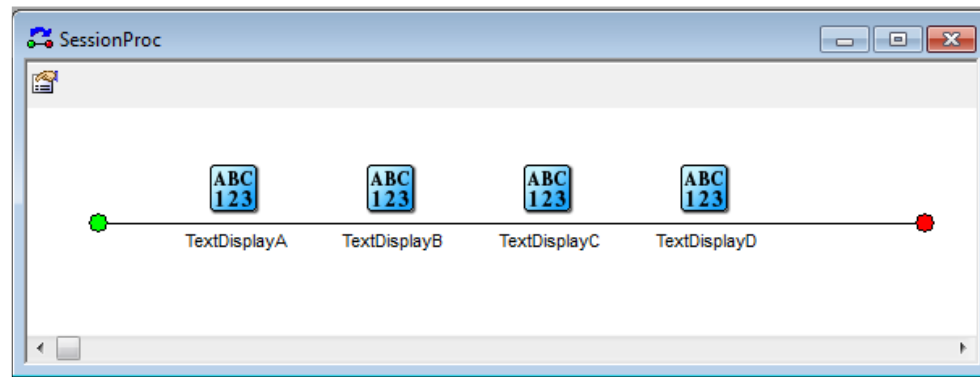 SessionProc
ABC ABC ABC ABC
123 123 123 123
TextDisplayA TextDisplayB TextDisplayC TextDisplayD